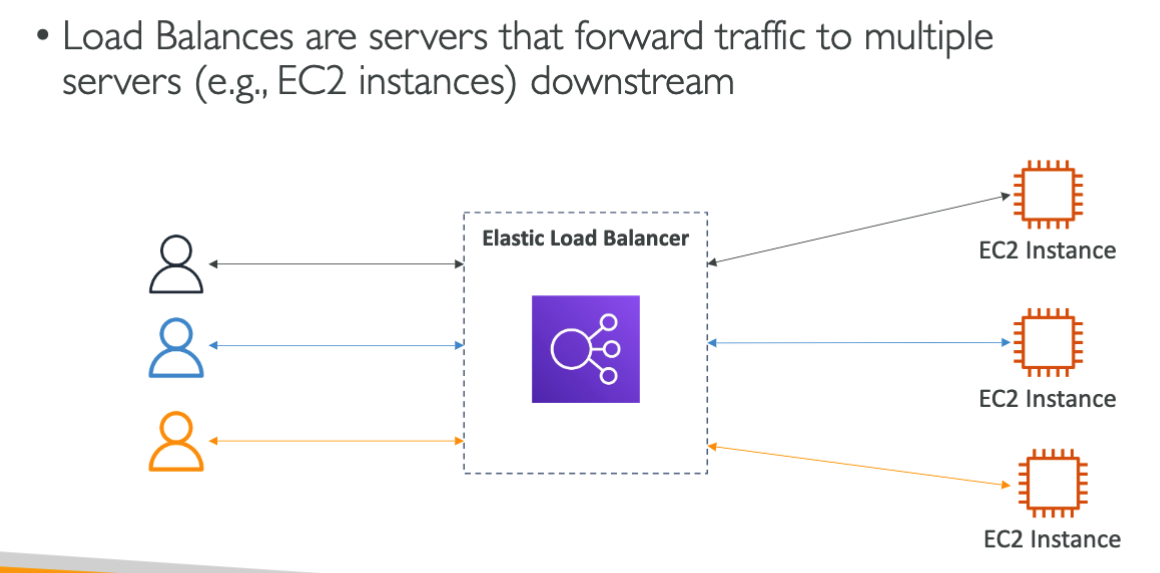 • Load Balances are servers that forward traffic to multiple
servers (e.g., EC2 instances) downstream
Elastic Load Balancer
EC2 Instance
EC2 Instance
EC2 Instance